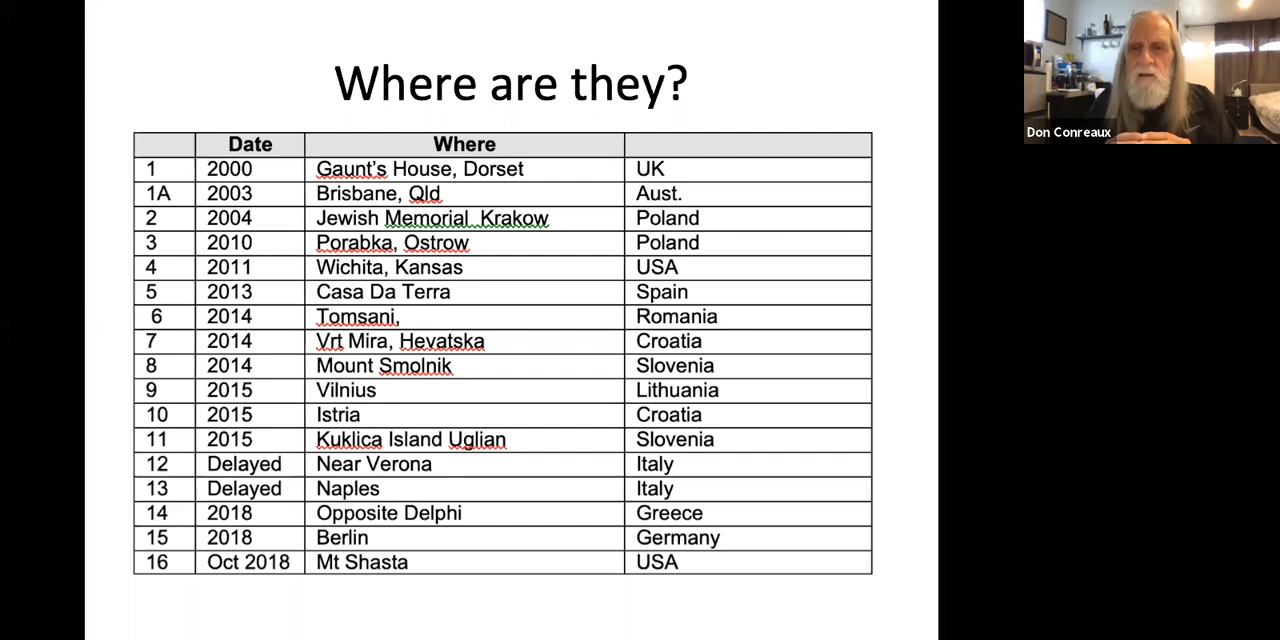 Where are they?
Date Where
1 2000 Gaunt's House, Dorset UK
1A 2003 Brisbane, Qld Aust.
2 2004 Jewish Memorial Krakow Poland
3 2010 Porabka, Ostrow Poland
4 2011 Wichita, Kansas USA
5 2013 Casa Da Terra Spain
6 2014 Tomsani, Romania
7 2014 Vrt Mira, Hevatska Croatia
8 2014 Mount Smolnik Slovenia
9 2015 Vilnius Lithuania
10 2015 Istria Croatia
11 2015 Kuklica Island Uglian Slovenia
12 Delayed Near Verona Italy
13 Delayed Naples Italy
14 2018 Opposite Delphi Greece
15 2018 Berlin Germany
16 Oct 2018 Mt Shasta USA
Don Conreaux